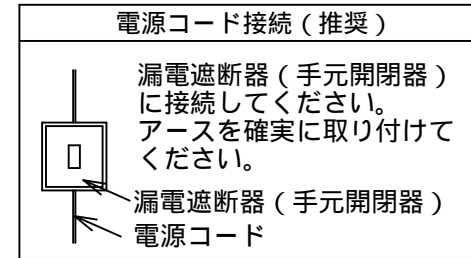 電源コード接続(推奨)
漏電遮断器(手元開閉器)
に接続してください。
アースを確実に取り付けて
ください。
漏電遮断器(手元開閉器)
電源コード